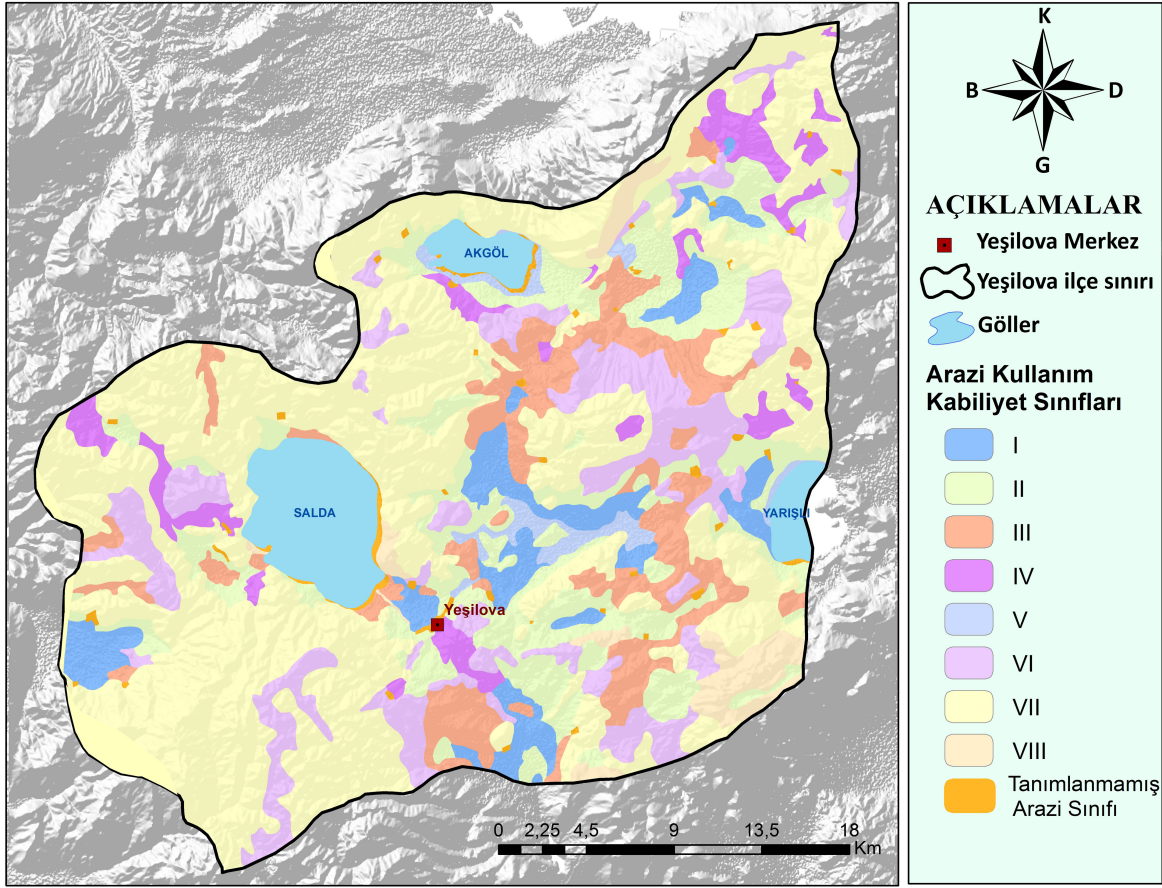 AKGÖL
SALDA
YARIŞLI
Yeşilova
0 2,25 4,5 9 13,5 18
Km
K
B D
G
AÇIKLAMALAR
Yeşilova Merkez
Yeşilova ilçe sınırı
Göller
Arazi Kullanım
Kabiliyet Sınıfları
I
II
III
IV
V
VI
VII
VIII
Tanımlanmamış
Arazi Sınıfı